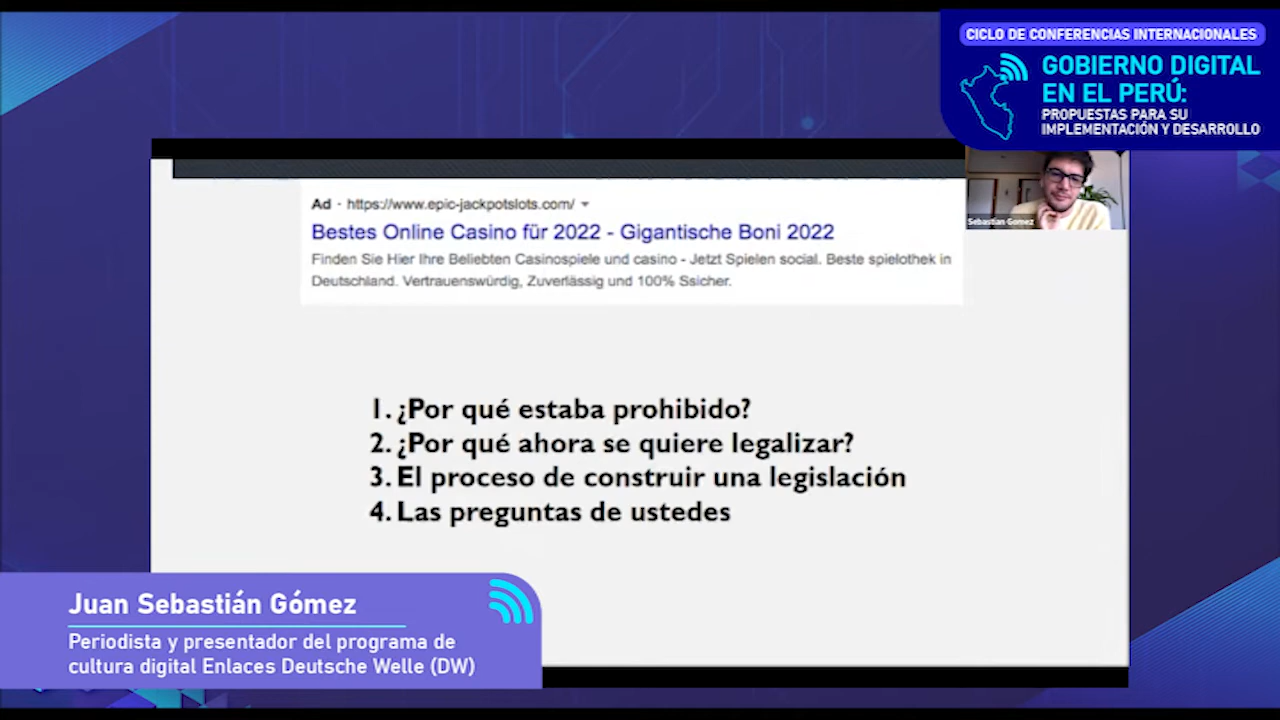 CICLO DE CONFERENCIAS INTERNACIONALES
GOBIERNO DIGITAL
EN EL PERÚ:
PROPUESTAS PARA SU
IMPLEMENTACIÓN Y DESARROLLO
Sebastian Gomez
Ad · https://www.epic-jackpotslots.com/
Bestes Online Casino für 2022 - Gigantische Boni 2022
Finden Sie Hier Ihre Beliebten Casinospiele und casino - Jetzt Spielen social. Beste spielothek in
Deutschland. Vertrauenswürdig, Zuverlässig und 100% Ssicher.
1. ¿Por qué estaba prohibido?
2. ¿Por qué ahora se quiere legalizar?
3. El proceso de construir una legislación
4. Las preguntas de ustedes
Juan Sebastián Gómez
Periodista y presentador del programa de
cultura digital Enlaces Deutsche Welle (DW)